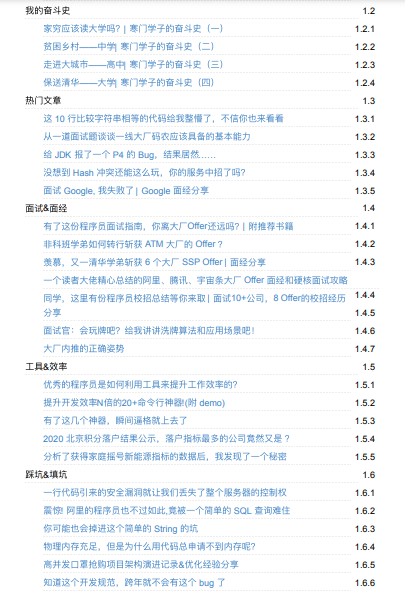 我的奋斗史 1.2
家穷应该读大学吗?| 寒门学子的奋斗史（一） 1.2.1
贫困乡村——中学| 寒门学子的奋斗史（二） 1.2.2
走进大城市——高中| 寒门学子的奋斗史（三） 1.2.3
保送清华——大学| 寒门学子的奋斗史（四） 1.2.4
热门文章 1.3
这 10 行比较字符串相等的代码给我整懵了，不信你也来看看 1.3.1
从一道面试题谈谈一线大厂码农应该具备的基本能力 1.3.2
给 JDK 报了一个 P4 的 Bug，结果居然…… 1.3.3
没想到 Hash 冲突还能这么玩，你的服务中招了吗? 1.3.4
面试 Google, 我失败了 | Google 面经分享 1.3.5
面试&面经 1.4
有了这份程序员面试指南，你离大厂Offer还远吗? | 附推荐书籍 1.4.1
非科班学弟如何转行斩获 ATM 大厂的 Offer ? 1.4.2
羡慕，又一清华学弟斩获 6 个大厂 SSP Offer | 面经分享 1.4.3
一个读者大佬精心总结的阿里、腾讯、宇宙条大厂 Offer 面经和硬核面试攻略
1.4.4
同学，这里有份程序员校招总结等你来取 | 面试10+公司，8 Offer的校招经历
分享 1.4.5
面试官：会玩牌吧？给我讲讲洗牌算法和应用场景吧! 1.4.6
大厂内推的正确姿势 1.4.7
工具&效率 1.5
优秀的程序员是如何利用工具来提升工作效率的? 1.5.1
提升开发效率N倍的20+命令行神器!(附 demo) 1.5.2
有了这几个神器，瞬间逼格就上去了 1.5.3
2020 北京积分落户结果公示，落户指标最多的公司竟然又是 ? 1.5.4
分析了获得家庭摇号新能源指标的数据后，我发现了一个秘密 1.5.5
踩坑&填坑 1.6
一行代码引来的安全漏洞就让我们丢失了整个服务器的控制权 1.6.1
震惊! 阿里的程序员也不过如此,竟被一个简单的 SQL 查询难住 1.6.2
你可能也会掉进这个简单的 String 的坑 1.6.3
物理内存充足，但是为什么用代码总申请不到内存呢? 1.6.4
高并发口罩抢购项目架构演进记录&优化经验分享 1.6.5
知道这个开发规范，跨年就不会有这个 bug 了 1.6.6